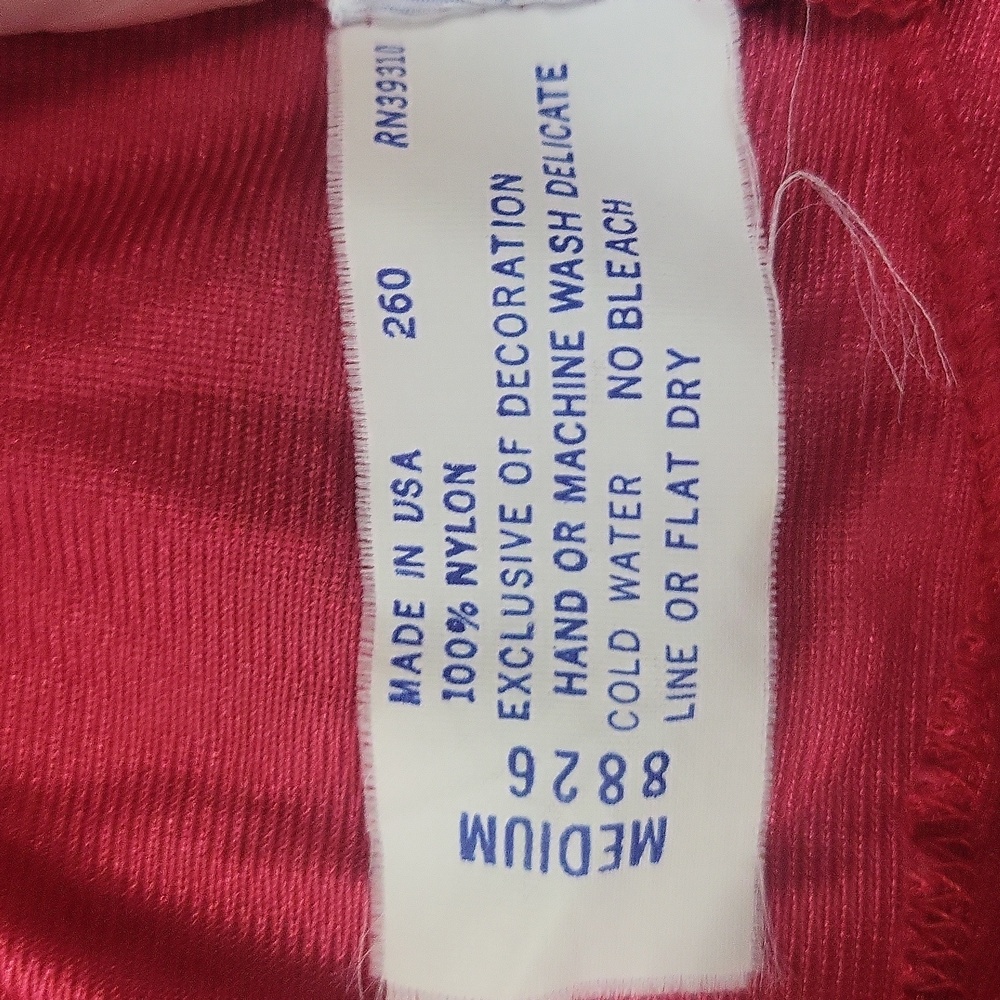 MADE IN USA 260 RN39310
100% NYLON
EXCLUSIVE OF DECORATION
HAND OR MACHINE WASH DELICATE
COLD WATER NO BLEACH
LINE OR FLAT DRY
8826
MEDIUM